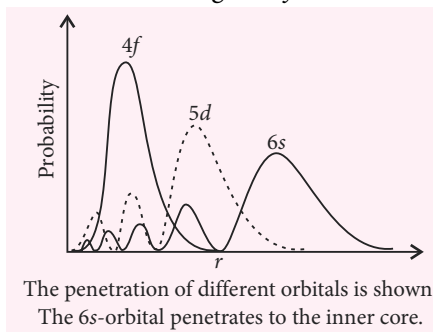 4f
5d
6s
Probability
r
The penetration of different orbitals is shown
The 6s-orbital penetrates to the inner core.